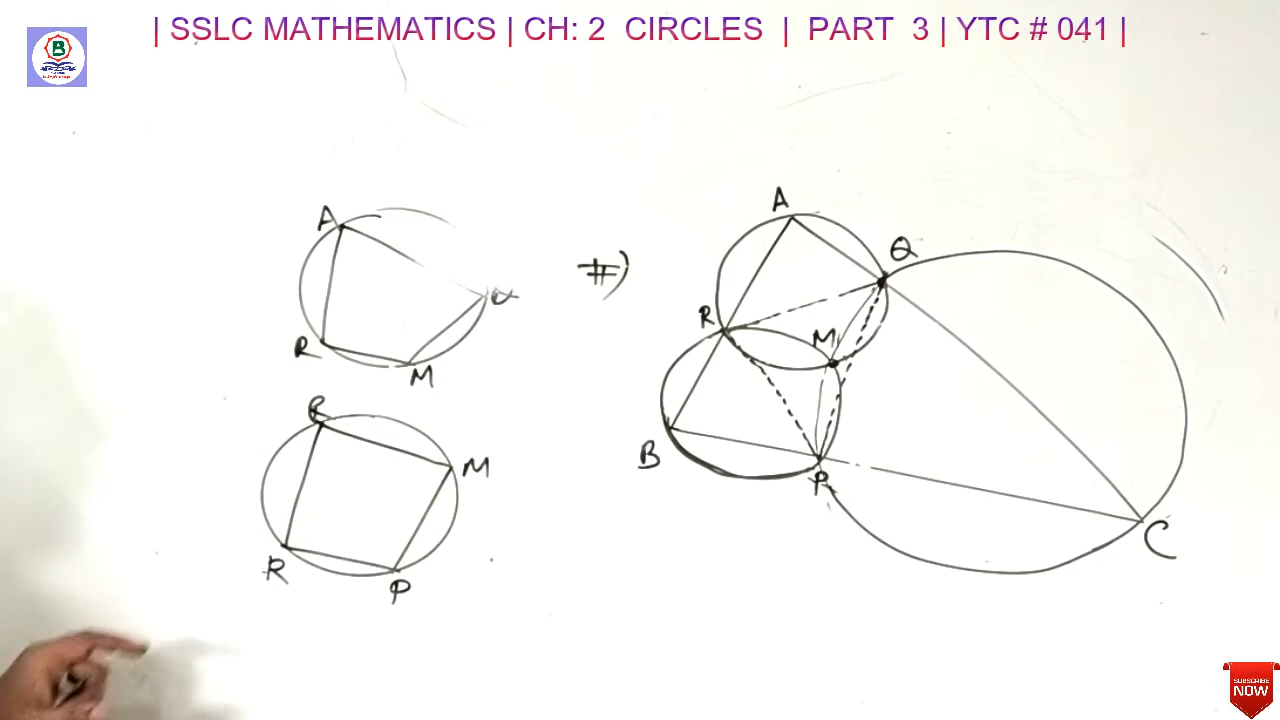 | SSLC MATHEMATICS | CH: 2 CIRCLES | PART 3 | YTC # 041 |
B
A
R
M
R
M
R
P
#)
A
Q
R
M
B
P
C
SUBSCRIBE
NOW